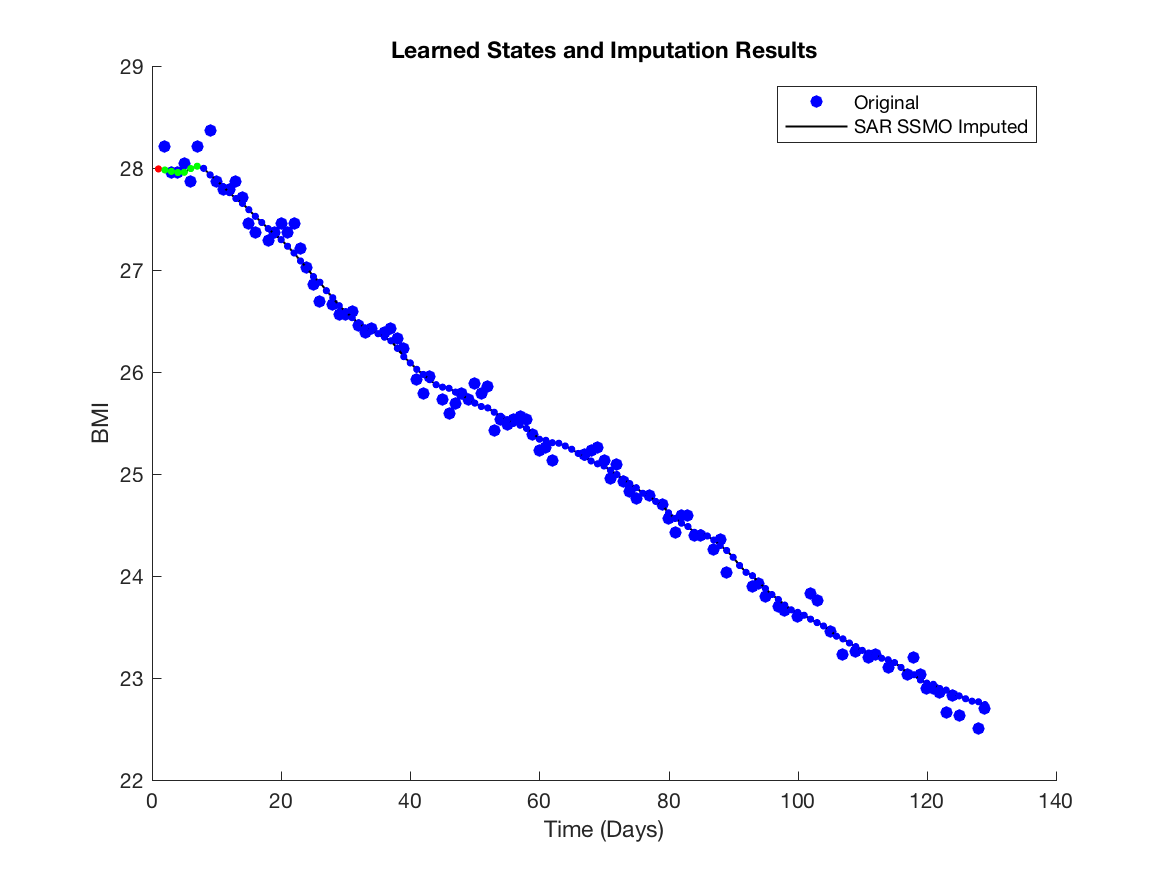 Learned States and Imputation Results
Original
SAR SSMO Imputed
BMI
29
28
27
26
25
24
23
22
0 20 40 60 80 100 120 140
Time (Days)